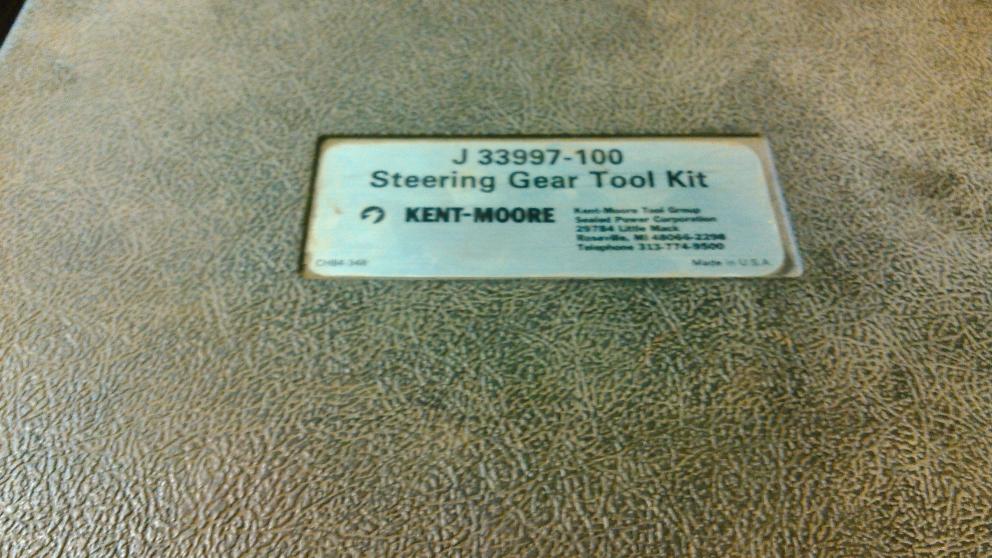 J 33997-100
Steering Gear Tool Kit
KENT-MOORE
Kent-Moore Tool Group
Sealed Power Corporation
29784 Little Mack
Roseville, MI 48066-2298
Telephone 313-774-9500
Made in U.S.A.